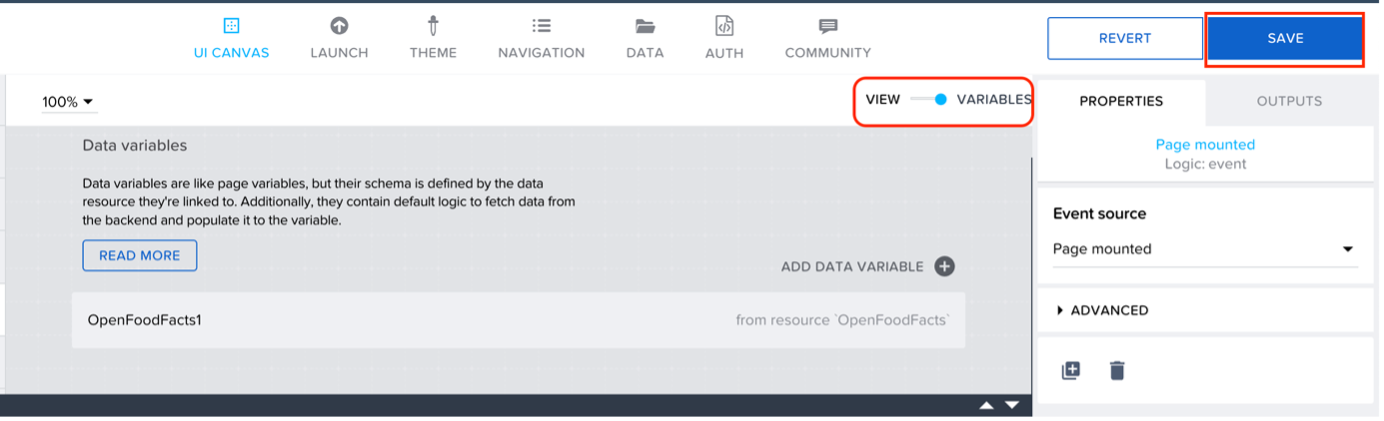 UI CANVAS
LAUNCH
THEME
NAVIGATION
DATA
AUTH
COMMUNITY
REVERT
SAVE
100%
VIEW
VARIABLES
PROPERTIES
OUTPUTS
Data variables
Data variables are like page variables, but their schema is defined by the data
resource they're linked to. Additionally, they contain default logic to fetch data from
the backend and populate it to the variable.
READ MORE
ADD DATA VARIABLE
OpenFoodFacts1
from resource `OpenFoodFacts`
Page mounted
Logic: event
Event source
Page mounted
ADVANCED